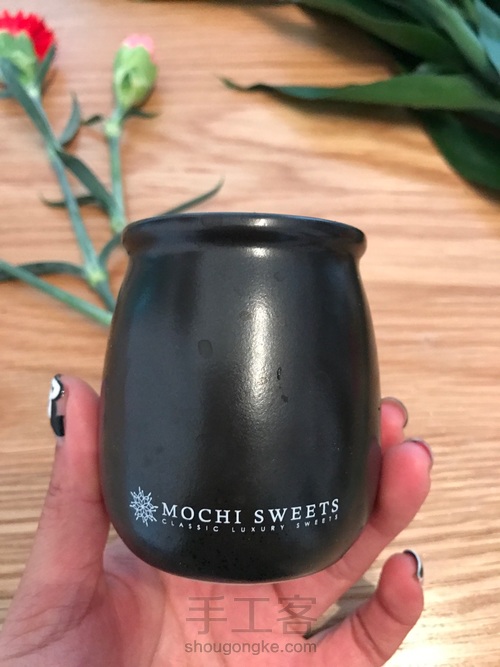 MOCHI SWEETS
CLASSIC LUXURY SWEETS
手工客
shougongke.com